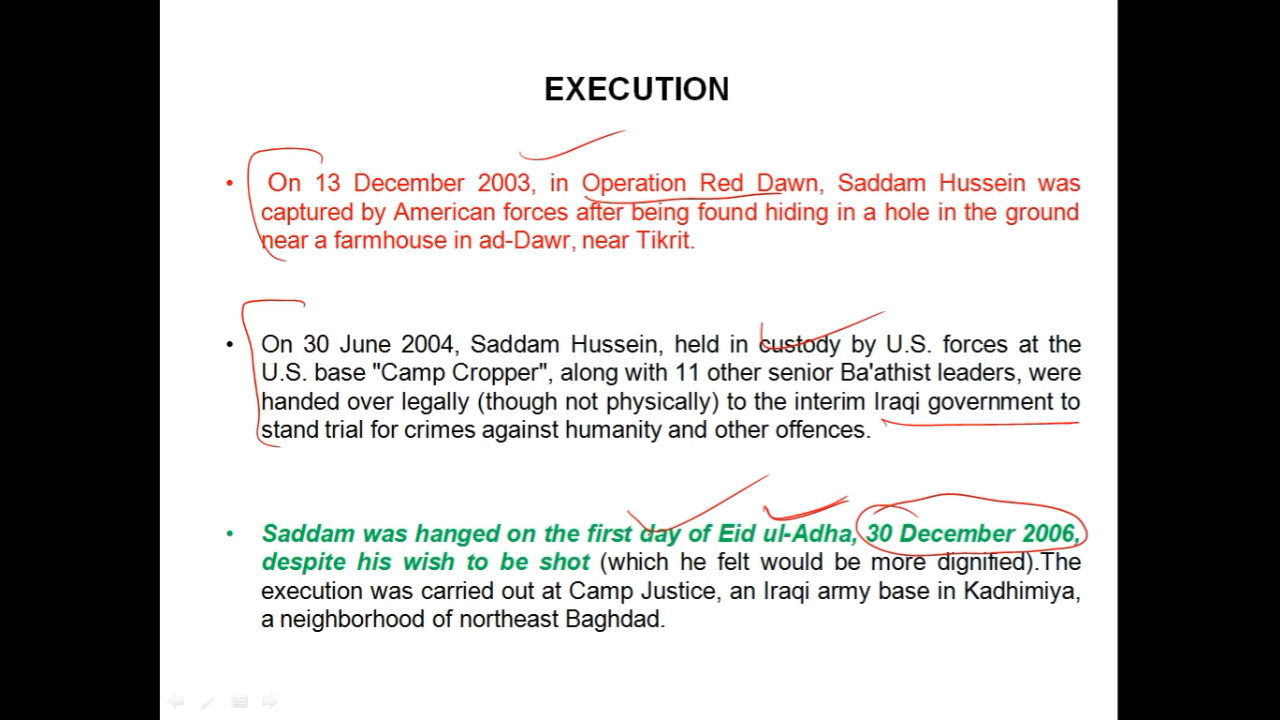 EXECUTION
• On 13 December 2003, in Operation Red Dawn, Saddam Hussein was
captured by American forces after being found hiding in a hole in the ground
near a farmhouse in ad-Dawr, near Tikrit.
• On 30 June 2004, Saddam Hussein, held in custody by U.S. forces at the
U.S. base "Camp Cropper", along with 11 other senior Ba'athist leaders, were
handed over legally (though not physically) to the interim Iraqi government to
stand trial for crimes against humanity and other offences.
• Saddam was hanged on the first day of Eid ul-Adha, 30 December 2006,
despite his wish to be shot (which he felt would be more dignified).The
execution was carried out at Camp Justice, an Iraqi army base in Kadhimiya,
a neighborhood of northeast Baghdad.